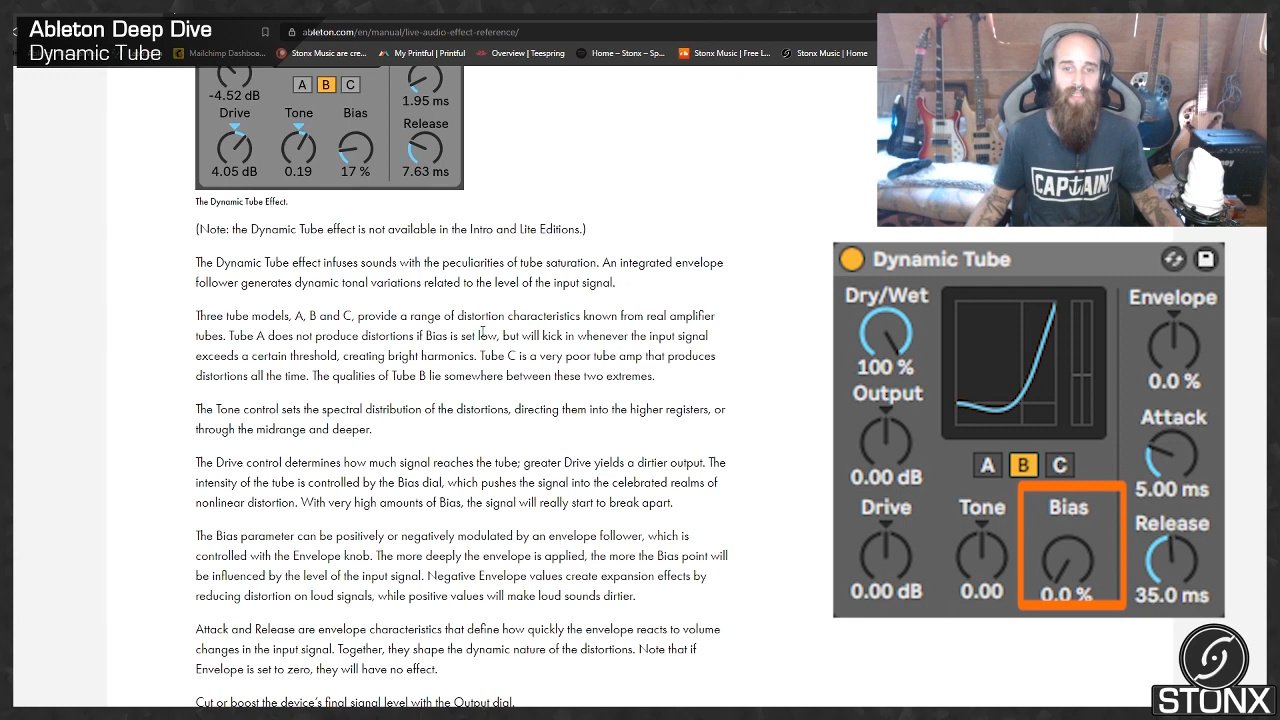 Ableton Deep Dive
Dynamic Tube
ableton.com/en/manual/live-audio-effect-reference/
Mailchimp Dashboa...
Stonx Music are cre...
My Printful | Printful
Overview | Teespring
Home – Stonx – Sp...
Stonx Music | Free L...
Stonx Music | Home
-4.52 dB
A B C
1.95 ms
Drive
Tone
Bias
Release
4.05 dB
0.19
17 %
7.63 ms
The Dynamic Tube Effect.
(Note: the Dynamic Tube effect is not available in the Intro and Lite Editions.)
The Dynamic Tube effect infuses sounds with the peculiarities of tube saturation. An integrated envelope
follower generates dynamic tonal variations related to the level of the input signal.
Three tube models, A, B and C, provide a range of distortion characteristics known from real amplifier
tubes. Tube A does not produce distortions if Bias is set low, but will kick in whenever the input signal
exceeds a certain threshold, creating bright harmonics. Tube C is a very poor tube amp that produces
distortions all the time. The qualities of Tube B lie somewhere between these two extremes.
The Tone control sets the spectral distribution of the distortions, directing them into the higher registers, or
through the midrange and deeper.
The Drive control determines how much signal reaches the tube; greater Drive yields a dirtier output. The
intensity of the tube is controlled by the Bias dial, which pushes the signal into the celebrated realms of
nonlinear distortion. With very high amounts of Bias, the signal will really start to break apart.
The Bias parameter can be positively or negatively modulated by an envelope follower, which is
controlled with the Envelope knob. The more deeply the envelope is applied, the more the Bias point will
be influenced by the level of the input signal. Negative Envelope values create expansion effects by
reducing distortion on loud signals, while positive values will make loud sounds dirtier.
Attack and Release are envelope characteristics that define how quickly the envelope reacts to volume
changes in the input signal. Together, they shape the dynamic nature of the distortions. Note that if
Envelope is set to zero, they will have no effect.
Cut or boost the device's final signal level with the Output dial.
CAPTAIN
Dynamic Tube
Dry/Wet
100 %
Output
0.00 dB
Drive
0.00 dB
A B C
Tone
0.00
Bias
0.0 %
Envelope
0.0 %
Attack
5.00 ms
Release
35.0 ms
STONX